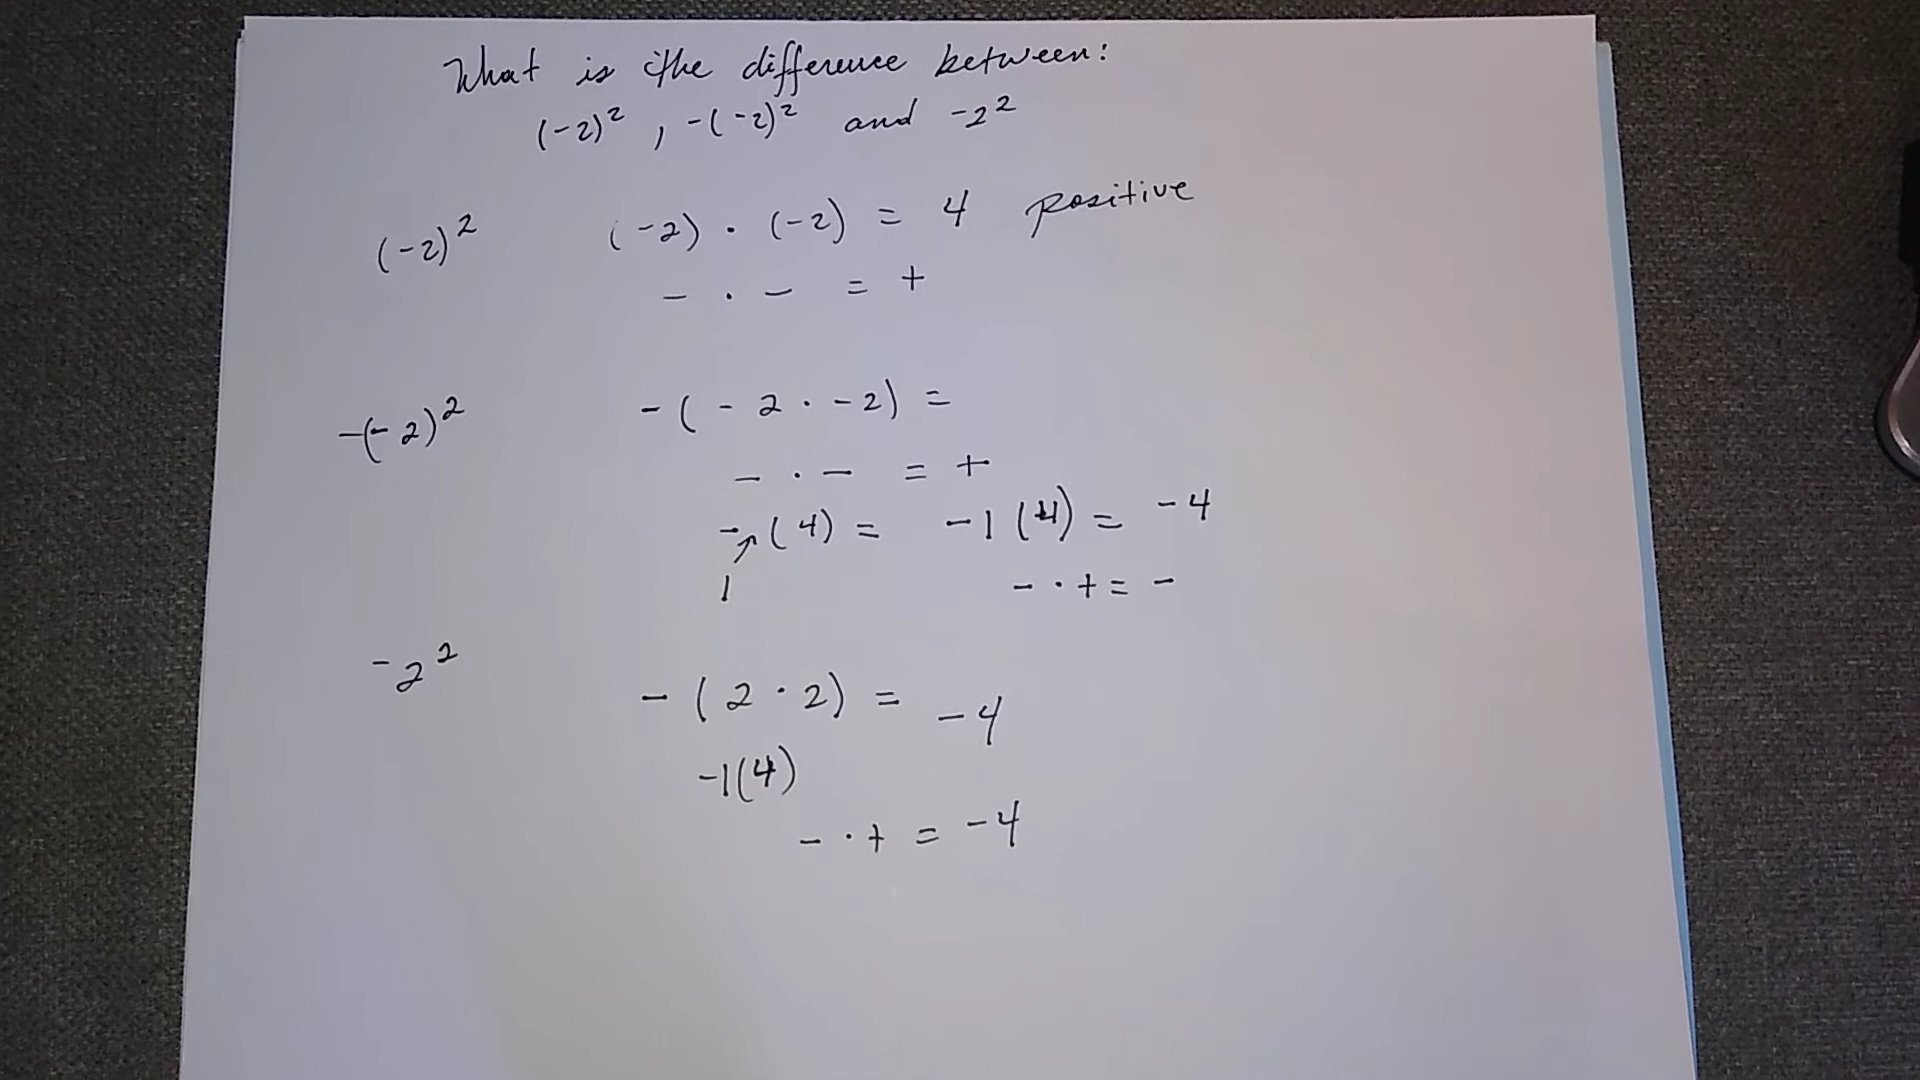 What is the difference between:
(-2)², -(-2)² and -2²
(-2)² (-2) · (-2) = 4 positive
- · - = +
-(-2)² -(-2 · -2) =
- · - = +
-(4) = -1(4) = -4
1 - · + = -
-2² -(2 · 2) = -4
-1(4)
- · + = -4